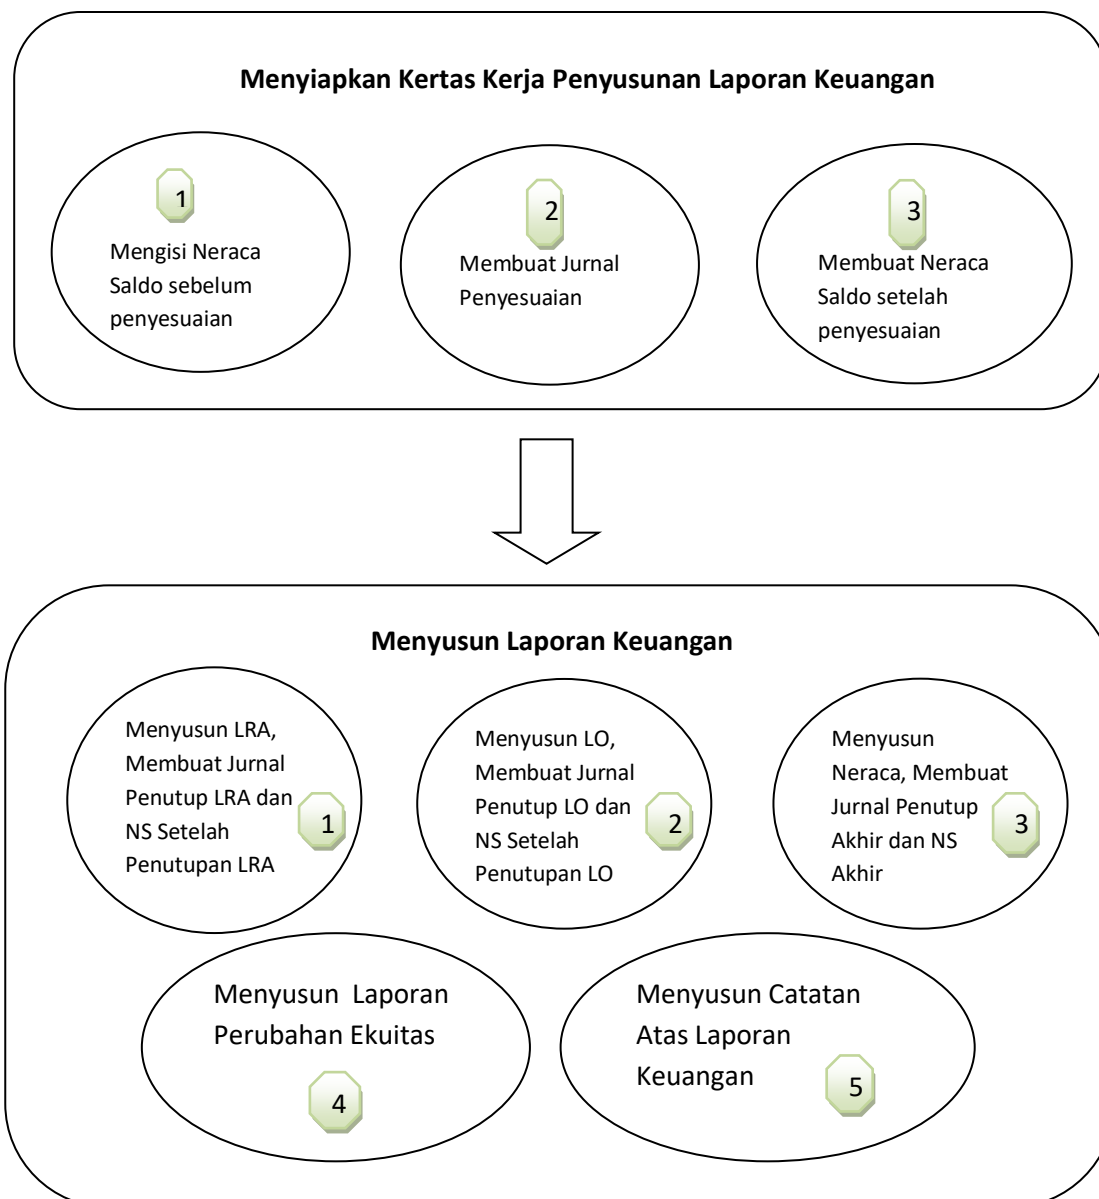 Menyiapkan Kertas Kerja Penyusunan Laporan Keuangan
1
Mengisi Neraca
Saldo sebelum
penyesuaian
2
Membuat Jurnal
Penyesuaian
3
Membuat Neraca
Saldo setelah
penyesuaian
Menyusun Laporan Keuangan
Menyusun LRA,
Membuat Jurnal
Penutup LRA dan
NS Setelah
Penutupan LRA
1
Menyusun LO,
Membuat Jurnal
Penutup LO dan
NS Setelah
Penutupan LO
2
Menyusun
Neraca, Membuat
Jurnal Penutup
Akhir dan NS
Akhir
3
Menyusun Laporan
Perubahan Ekuitas
4
Menyusun Catatan
Atas Laporan
Keuangan
5